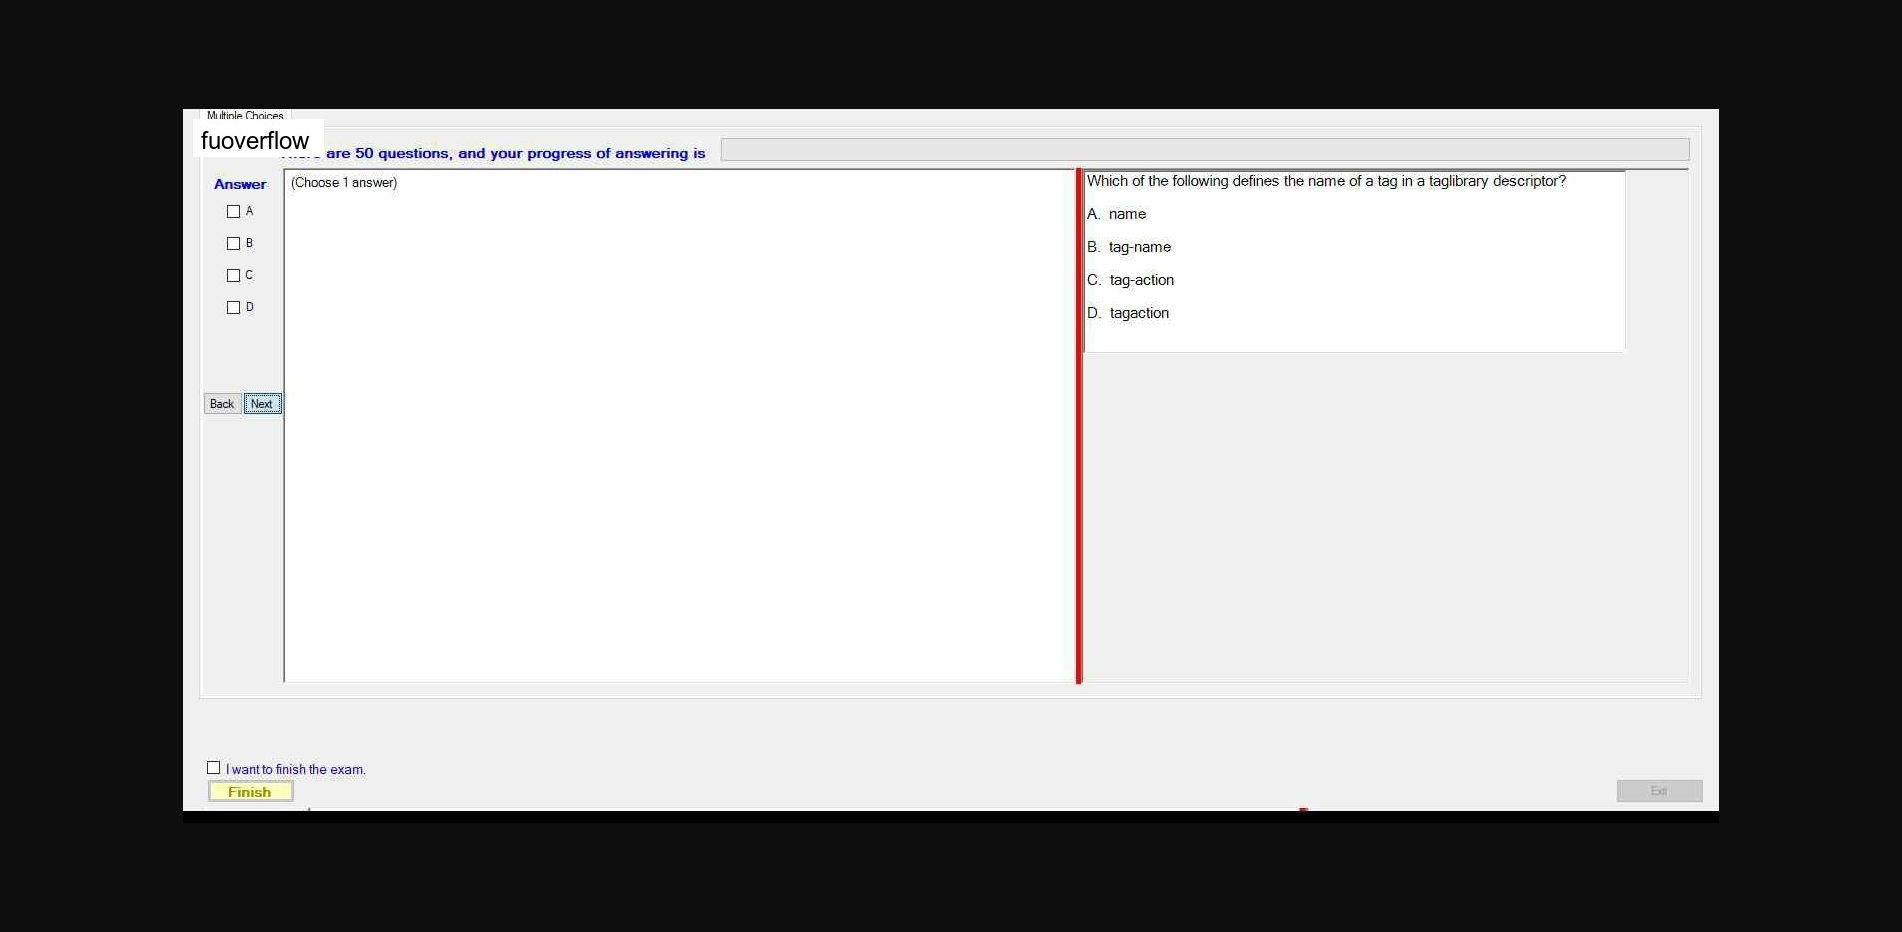 Multiple Choices
fuoverflow
are 50 questions, and your progress of answering is
Answer
(Choose 1 answer)
A
B
C
D
Back Next
Which of the following defines the name of a tag in a taglibrary descriptor?
A. name
B. tag-name
C. tag-action
D. tagaction
I want to finish the exam.
Finish
Exit